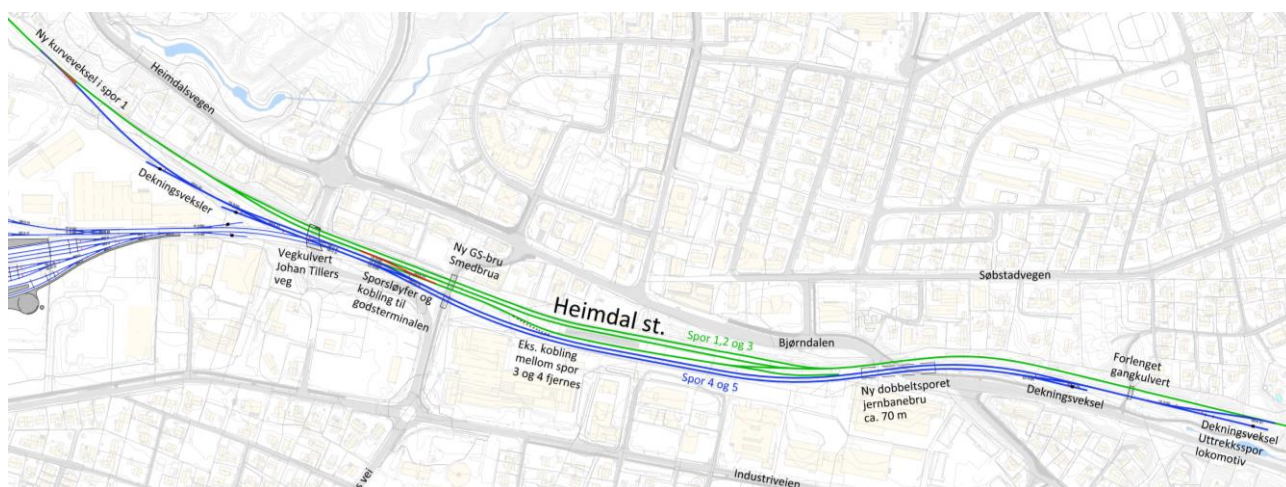 Ny kurveveksel i spor 1
Heimdalsvegen
Dekningsveksler
Vegkulvert
Johan Tillers
veg
Sporsløyfer og
kobling til
godsterminalen
Ny GS-bru
Smedbrua
Heimdal st.
Eks. kobling
mellom spor
3 og 4 fjernes
Spor 1,2 og 3
Spor 4 og 5
Bjørndalen
Søbstadvegen
Ny dobbeltsporet
jernbanebru
ca. 70 m
Forlenget
gangkulvert
Dekningsveksel
Dekningsveksel
Uttrekksspor
lokomotiv
Industriveien
vei